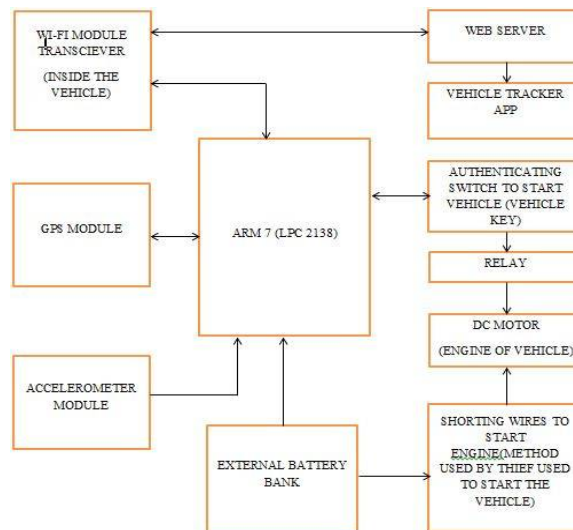 WI-FI MODULE
TRANSCIEVER
(INSIDE THE
VEHICLE)
WEB SERVER
VEHICLE TRACKER
APP
GPS MODULE
ARM 7 (LPC 2138)
AUTHENTICATING
SWITCH TO START
VEHICLE (VEHICLE
KEY)
RELAY
DC MOTOR
(ENGINE OF VEHICLE)
ACCELEROMETER
MODULE
EXTERNAL BATTERY
BANK
SHORTING WIRES TO
START
ENGINE(METHOD
USED BY THIEF USED
TO START THE
VEHICLE)